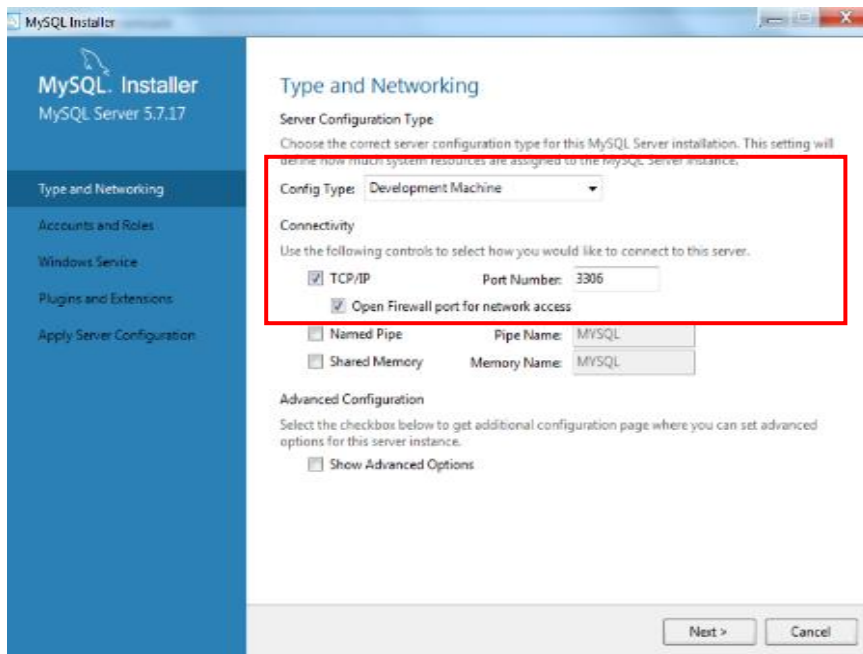 MySQL Installer
MySQL. Installer
MySQL Server 5.7.17
Type and Networking
Accounts and Roles
Windows Service
Plugins and Extensions
Apply Server Configuration
Type and Networking
Server Configuration Type
Choose the correct server configuration type for this MySQL Server installation. This setting will
define how much system resources are assigned to the MySQL Server instance.
Config Type: Development Machine
Connectivity
Use the following controls to select how you would like to connect to this server.
TCP/IP Port Number: 3306
Open Firewall port for network access
Named Pipe Pipe Name: MYSQL
Shared Memory Memory Name: MYSQL
Advanced Configuration
Select the checkbox below to get additional configuration page where you can set advanced
options for this server instance.
Show Advanced Options
Next > Cancel